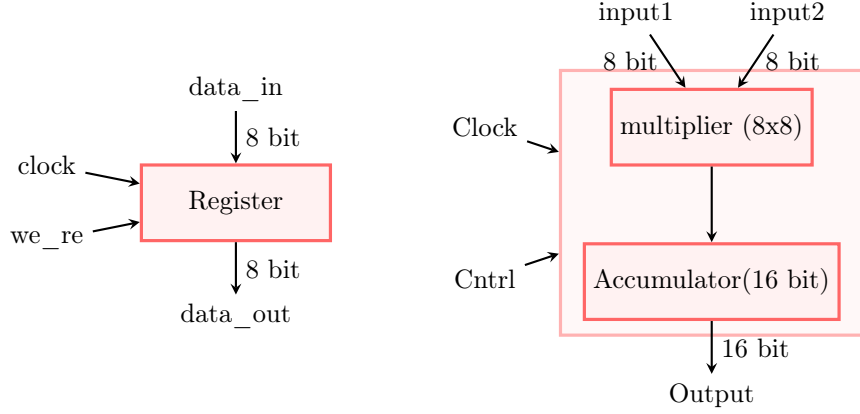 data_in
8 bit
clock
Register
we_re
8 bit
data_out
input1
input2
8 bit
8 bit
Clock
multiplier (8x8)
Cntrl
Accumulator(16 bit)
16 bit
Output